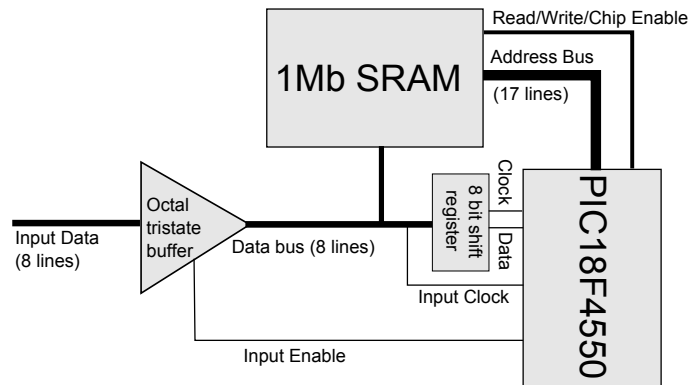 Read/Write/Chip Enable
1Mb SRAM
Address Bus
(17 lines)
Octal
tristate
buffer
Input Data
(8 lines)
Data bus (8 lines)
8 bit shift
register
Clock
Data
PIC18F4550
Input Clock
Input Enable